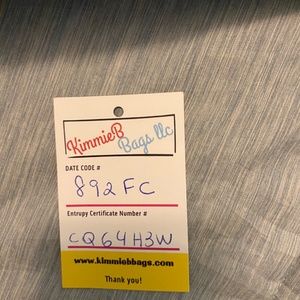 KimmieB
Bags llc
DATE CODE #
892FC
Entrupy Certificate Number #
CQ64H3W
www.kimmiebbags.com
Thank you!